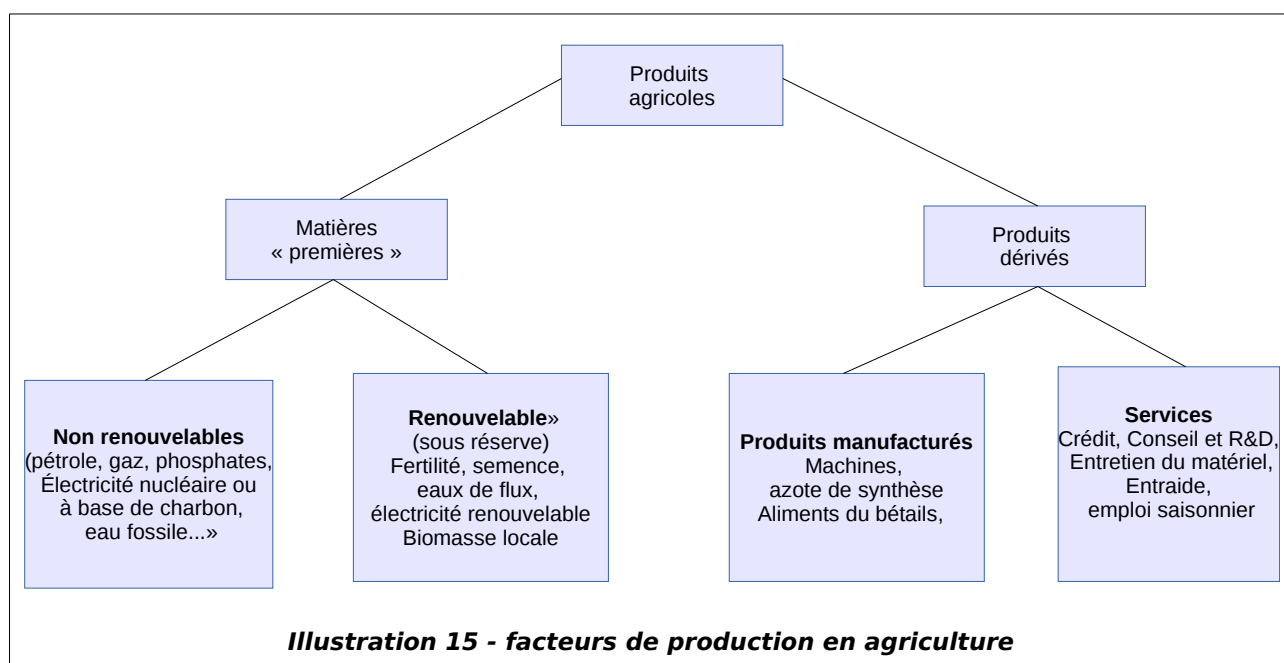 Produits
agricoles
Matières
« premières »
Produits
dérivés
Non renouvelables
(pétrole, gaz, phosphates,
Électricité nucléaire ou
à base de charbon,
eau fossile...»
Renouvelable»
(sous réserve)
Fertilité, semence,
eaux de flux,
électricité renouvelable
Biomasse locale
Produits manufacturés
Machines,
azote de synthèse
Aliments du bétails,
Services
Crédit, Conseil et R&D,
Entretien du matériel,
Entraide,
emploi saisonnier
Illustration 15 - facteurs de production en agriculture